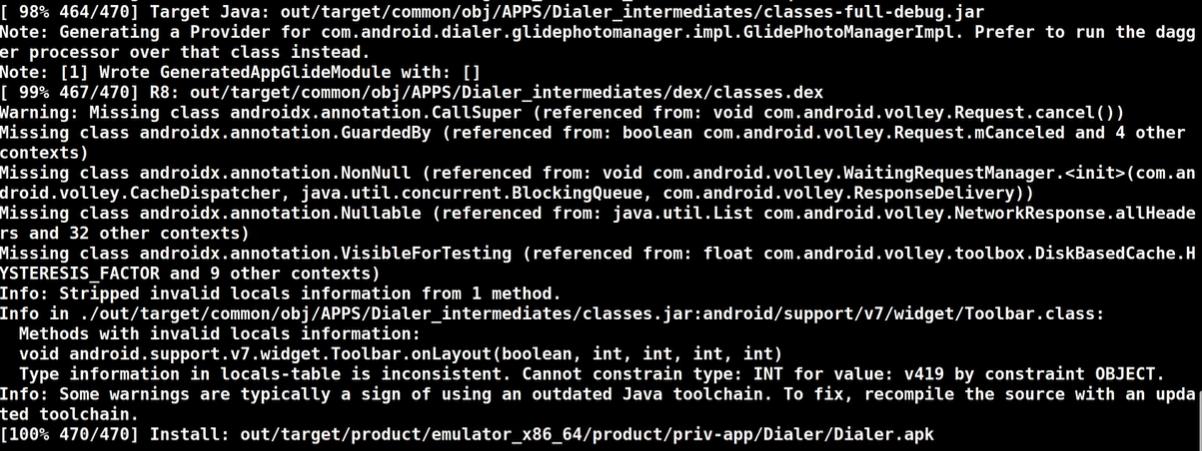 [ 98% 464/470] Target Java: out/target/common/obj/APPS/Dialer_intermediates/classes-full-debug.jar
Note: Generating a Provider for com.android.dialer.glidephotomanager.impl.GlidePhotoManagerImpl. Prefer to run the dagg
er processor over that class instead.
Note: [1] Wrote GeneratedAppGlideModule with: []
[ 99% 467/470] R8: out/target/common/obj/APPS/Dialer_intermediates/dex/classes.dex
Warning: Missing class androidx.annotation.CallSuper (referenced from: void com.android.volley.Request.cancel())
Missing class androidx.annotation.GuardedBy (referenced from: boolean com.android.volley.Request.mCanceled and 4 other
contexts)
Missing class androidx.annotation.NonNull (referenced from: void com.android.volley.WaitingRequestManager.<init>(com.an
droid.volley.CacheDispatcher, java.util.concurrent.BlockingQueue, com.android.volley.ResponseDelivery))
Missing class androidx.annotation.Nullable (referenced from: java.util.List com.android.volley.NetworkResponse.allHeade
rs and 32 other contexts)
Missing class androidx.annotation.VisibleForTesting (referenced from: float com.android.volley.toolbox.DiskBasedCache.H
YSTERESIS_FACTOR and 9 other contexts)
Info: Stripped invalid locals information from 1 method.
Info in ./out/target/common/obj/APPS/Dialer_intermediates/classes.jar:android/support/v7/widget/Toolbar.class:
  Methods with invalid locals information:
  void android.support.v7.widget.Toolbar.onLayout(boolean, int, int, int, int)
  Type information in locals-table is inconsistent. Cannot constrain type: INT for value: v419 by constraint OBJECT.
Info: Some warnings are typically a sign of using an outdated Java toolchain. To fix, recompile the source with an upda
ted toolchain.
[100% 470/470] Install: out/target/product/emulator_x86_64/product/priv-app/Dialer/Dialer.apk